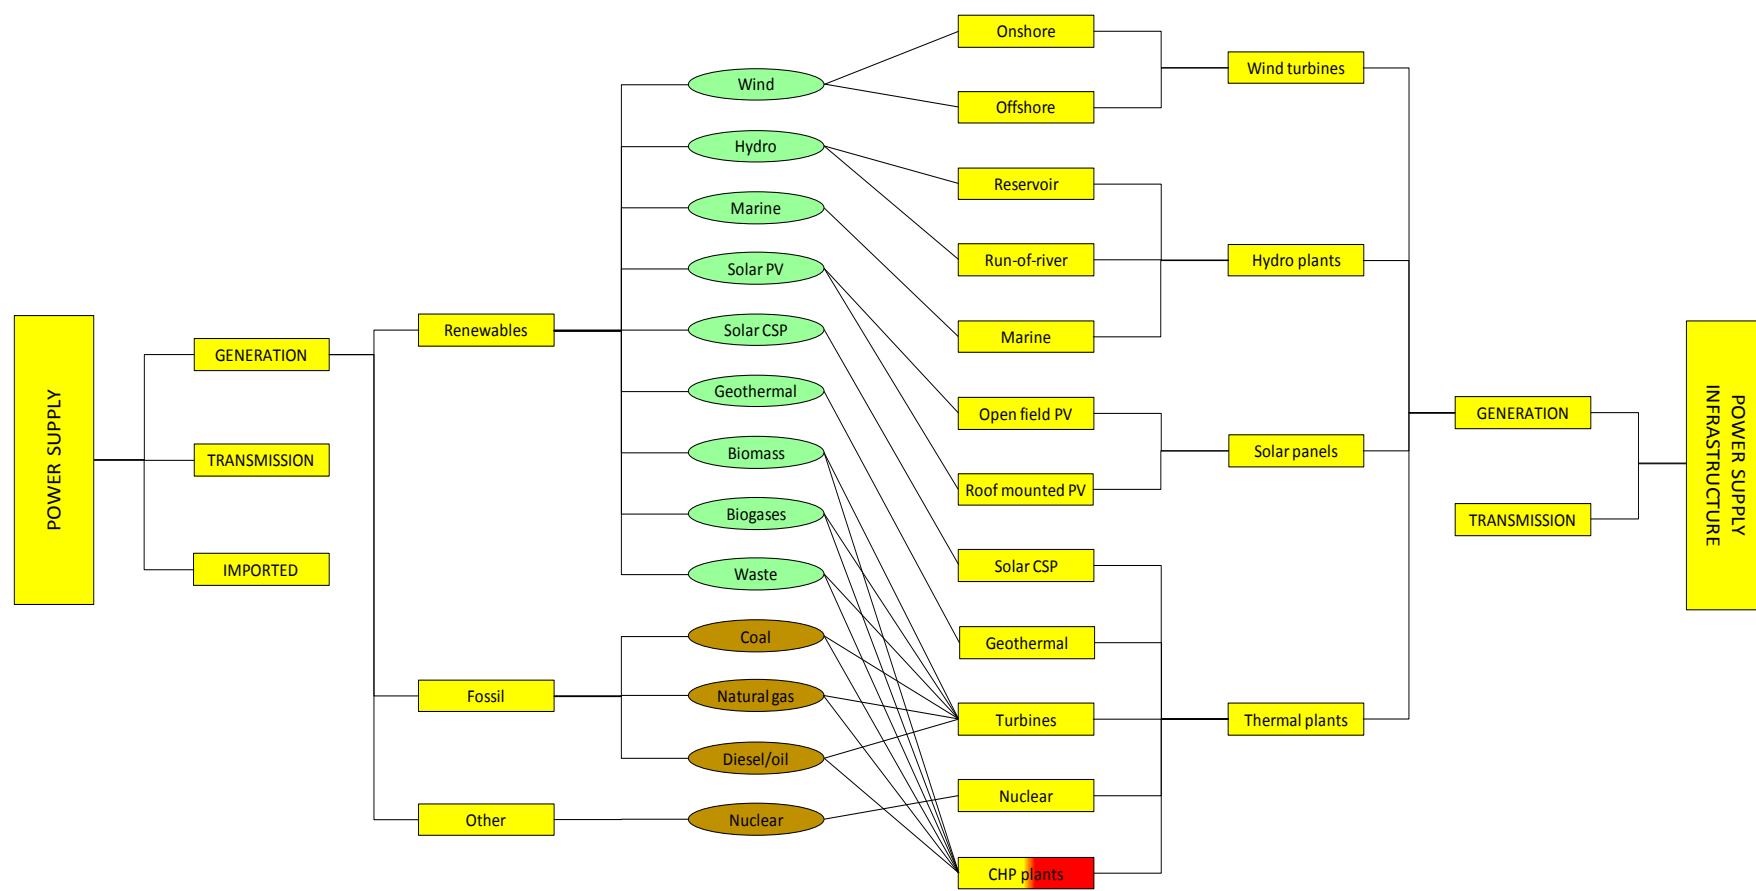 POWER SUPPLY
GENERATION
TRANSMISSION
IMPORTED
Renewables
Fossil
Other
Wind
Hydro
Marine
Solar PV
Solar CSP
Geothermal
Biomass
Biogases
Waste
Coal
Natural gas
Diesel/oil
Nuclear
Onshore
Offshore
Reservoir
Run-of-river
Marine
Open field PV
Roof mounted PV
Solar CSP
Geothermal
Turbines
Nuclear
CHP plants
Wind turbines
Hydro plants
Solar panels
Thermal plants
GENERATION
TRANSMISSION
POWER SUPPLY
INFRASTRUCTURE